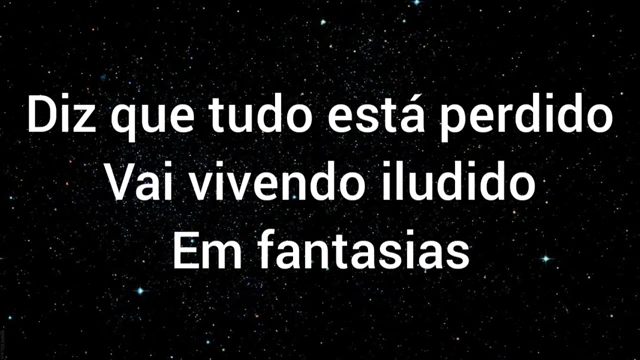 Diz que tudo está perdido
Vai vivendo iludido
Em fantasias